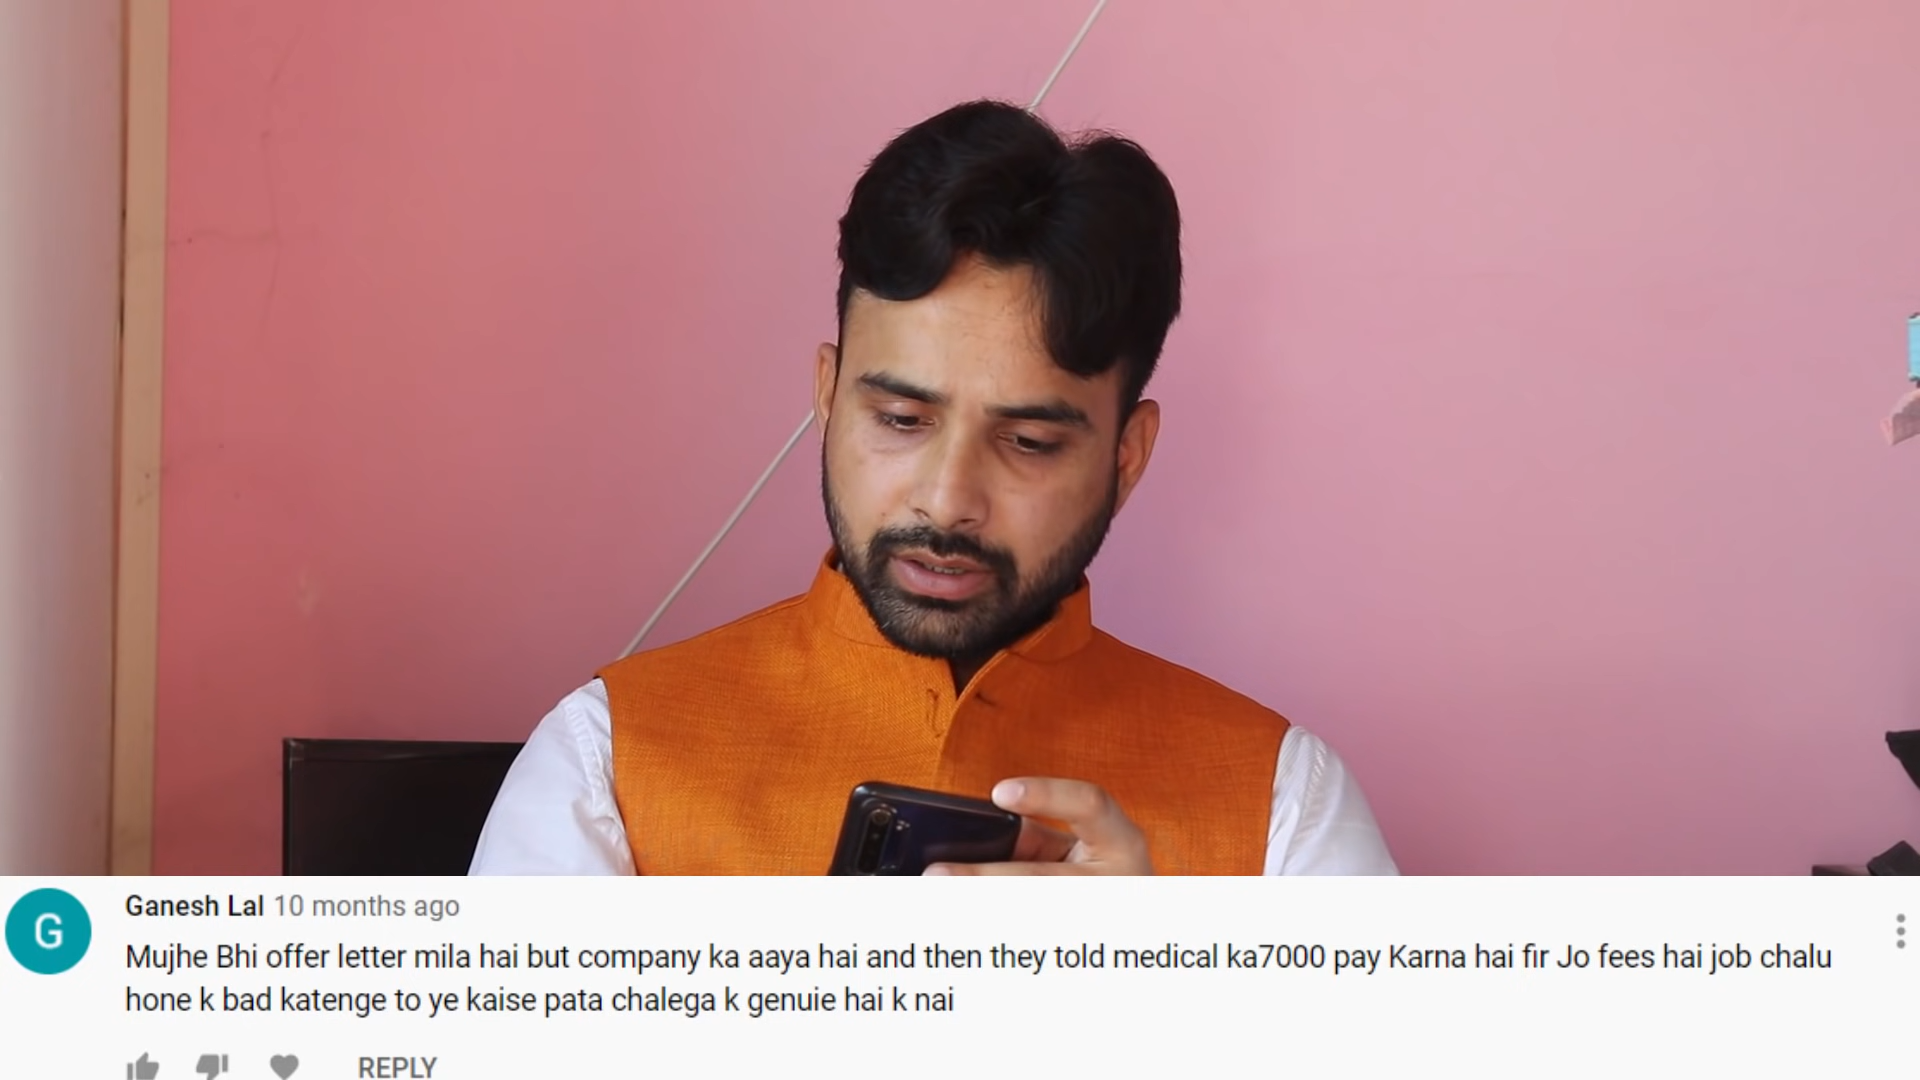 G
Ganesh Lal 10 months ago
Mujhe Bhi offer letter mila hai but company ka aaya hai and then they told medical ka7000 pay Karna hai fir Jo fees hai job chalu
hone k bad katenge to ye kaise pata chalega k genuie hai k nai
REPLY